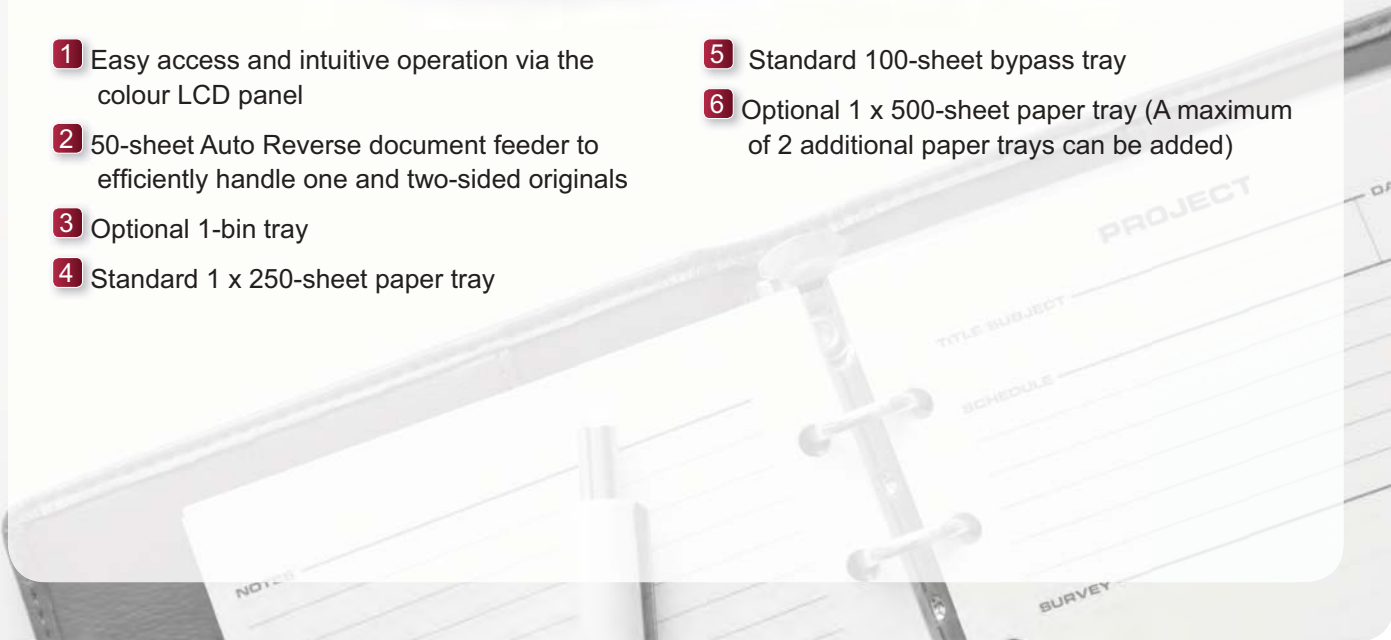 1 Easy access and intuitive operation via the
colour LCD panel
2 50-sheet Auto Reverse document feeder to
efficiently handle one and two-sided originals
3 Optional 1-bin tray
4 Standard 1 x 250-sheet paper tray
5 Standard 100-sheet bypass tray
6 Optional 1 x 500-sheet paper tray (A maximum
of 2 additional paper trays can be added)
PROJECT
TITLE SUBJECT
SCHEDULE
NOTES
SURVEY